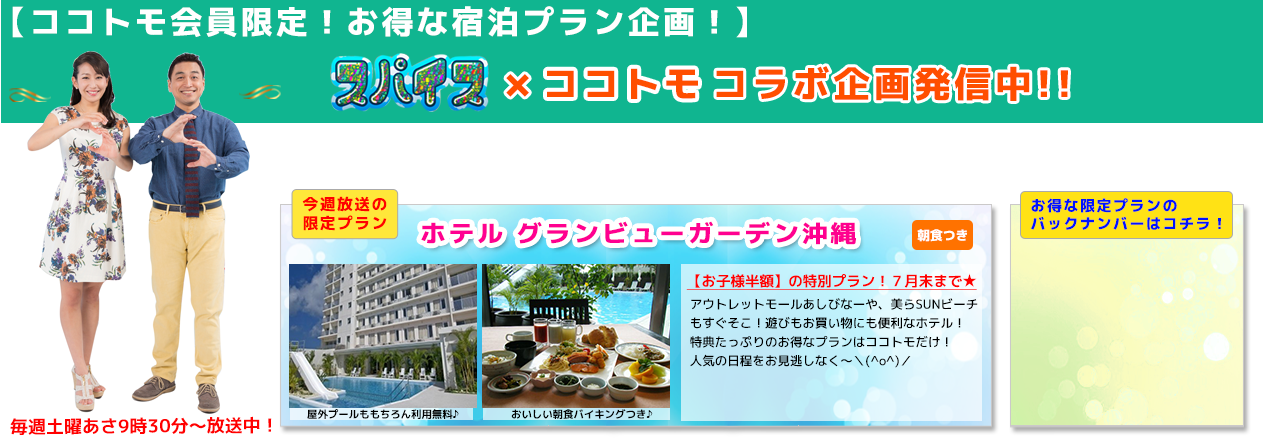 【ココトモ会員限定！お得な宿泊プラン企画！】
スパイス × ココトモ コラボ企画発信中!!
今週放送の
限定プラン
ホテル グランビューガーデン沖縄
朝食つき
【お子様半額】の特別プラン！７月末まで★
アウトレットモールあしびなーや、美らSUNビーチ
もすぐそこ！遊びもお買い物にも便利なホテル！
特典たっぷりのお得なプランはココトモだけ！
人気の日程をお見逃しなく～＼(^o^)／
屋外プールももちろん利用無料♪
おいしい朝食バイキングつき♪
お得な限定プランの
バックナンバーはコチラ！
毎週土曜あさ9時30分～放送中！